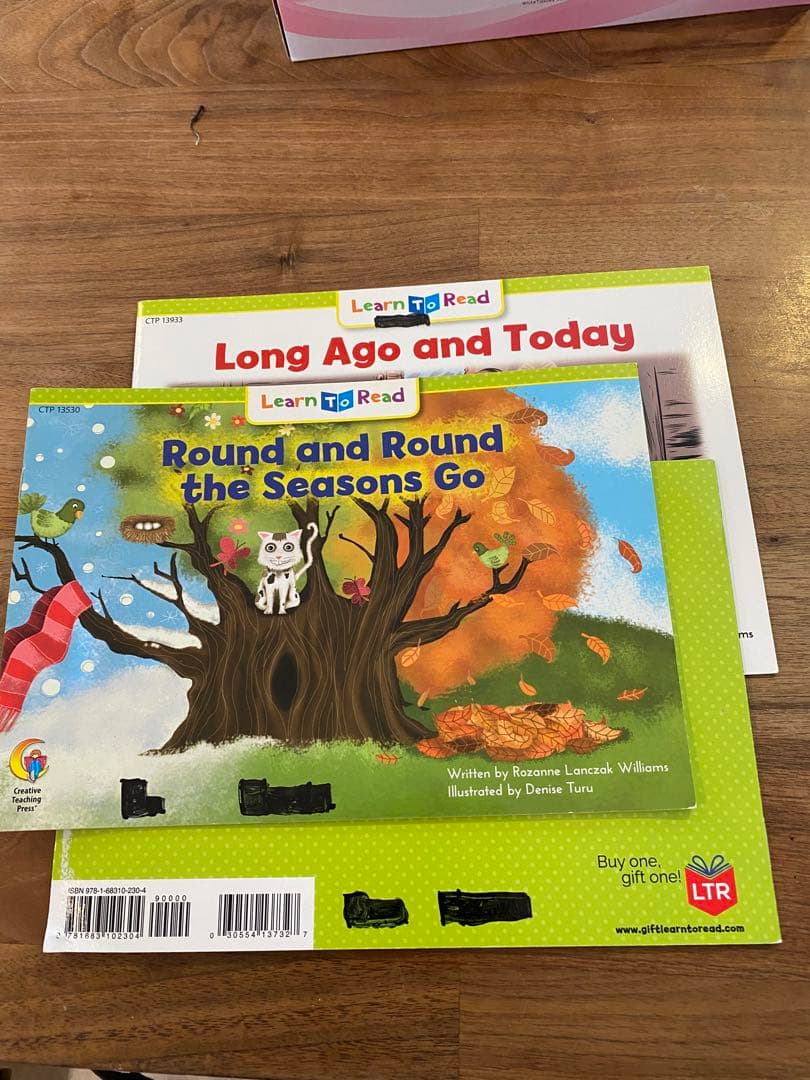 Learn To Read
CTP 13933
Long Ago and Today
Learn To Read
CTP 13530
Round and Round
the Seasons Go
ms
Written by Rozanne Lanczak Williams
Illustrated by Denise Turu
Creative
Teaching
Press
Buy one,
gift one!
LTR
www.giftlearntoread.com
ISBN 978-1-68310-230-4
90000
781683 102304
0 30554 13732 7